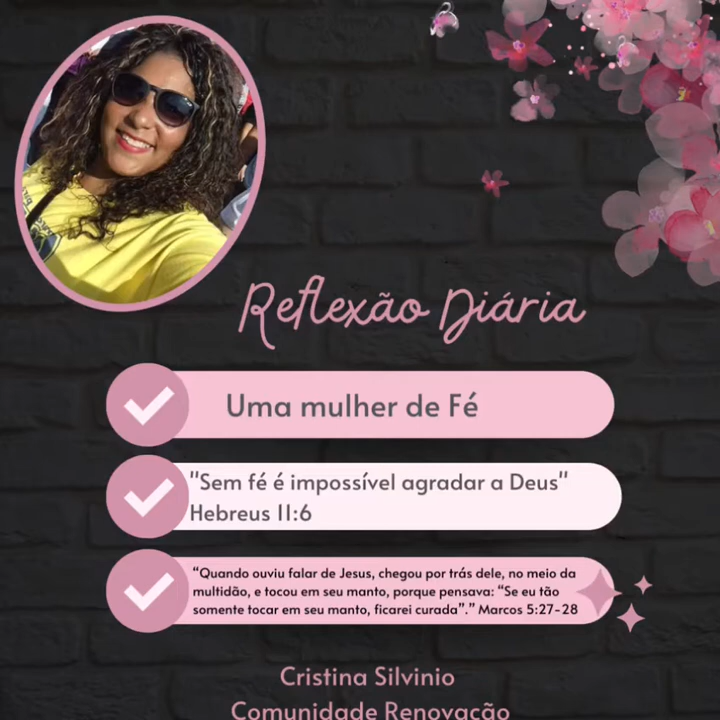 Reflexão Diária
Uma mulher de Fé
"Sem fé é impossível agradar a Deus"
Hebreus 11:6
“Quando ouviu falar de Jesus, chegou por trás dele, no meio da
multidão, e tocou em seu manto, porque pensava: “Se eu tão
somente tocar em seu manto, ficarei curada”.” Marcos 5:27-28
Cristina Silvinio
Comunidade Renovação